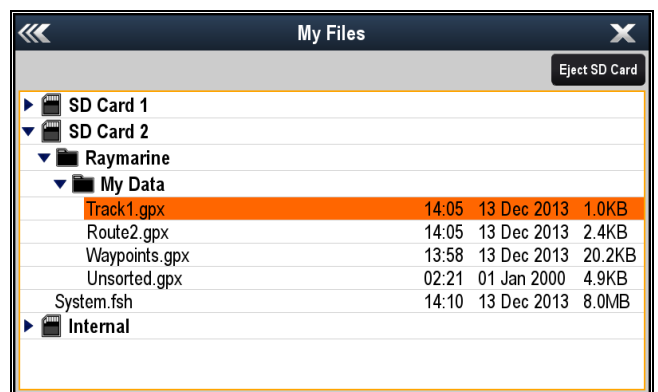 My Files
Eject SD Card
SD Card 1
SD Card 2
Raymarine
My Data
Track1.gpx 14:05 13 Dec 2013 1.0KB
Route2.gpx 14:05 13 Dec 2013 2.4KB
Waypoints.gpx 13:58 13 Dec 2013 20.2KB
Unsorted.gpx 02:21 01 Jan 2000 4.9KB
System.fsh 14:10 13 Dec 2013 8.0MB
Internal